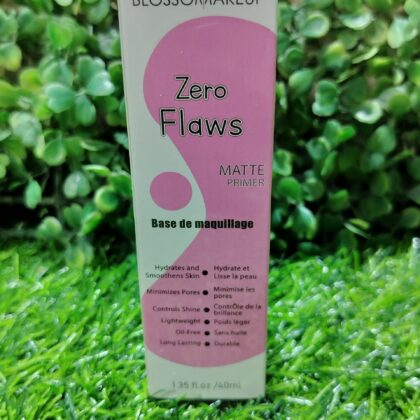 BLOSSOMAKEUP
Zero
Flaws
MATTE
PRIMER
Base de maquillage
Hydrates and
Smoothens Skin • Hydrate et
Lisse la peau
Minimizes Pores • Minimise les
pores
Controls Shine • ContrÔle de la
brillance
Lightweight • Poids léger
Oil-Free • Sans huile
Long Lasting • Durable
1.35 fl.oz /40ml